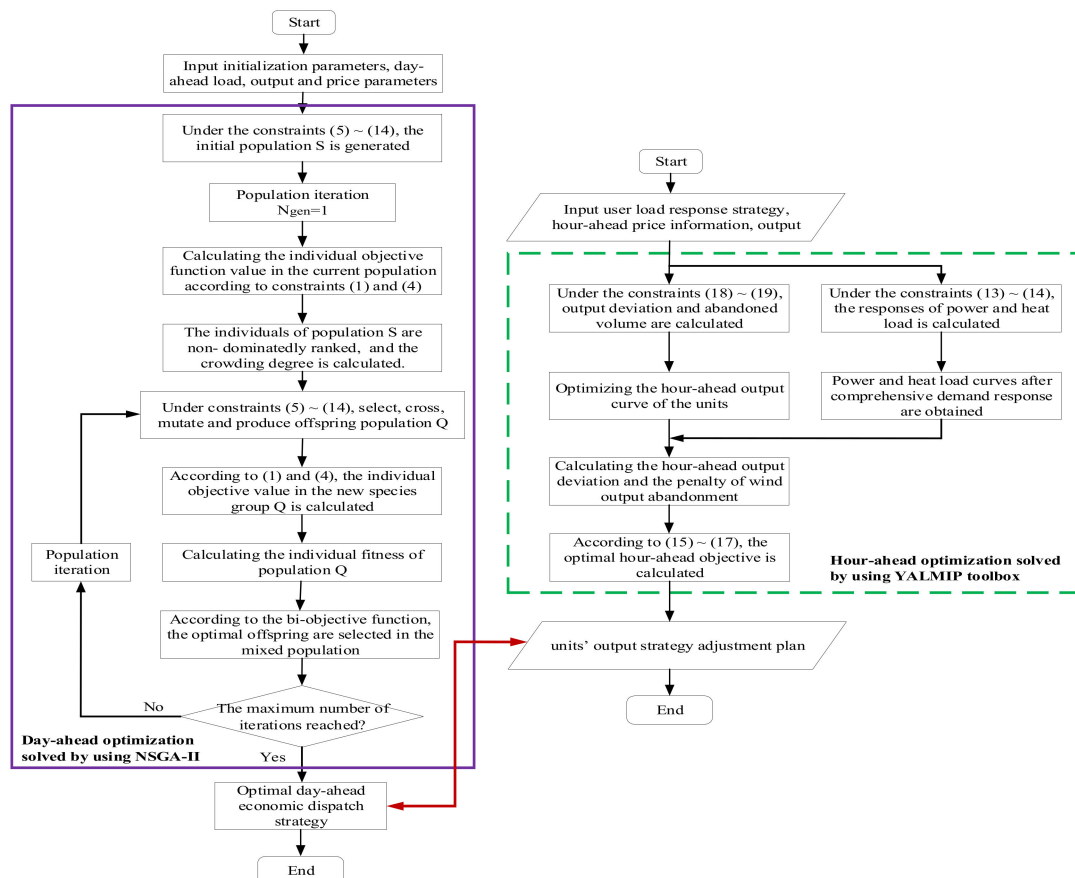 Start
Input initialization parameters, day-
ahead load, output and price parameters
Under the constraints (5) ~ (14), the
initial population S is generated
Population iteration
Ngen=1
Calculating the individual objective
function value in the current population
according to constraints (1) and (4)
The individuals of population S are
non- dominatedly ranked, and the
crowding degree is calculated.
Under constraints (5) ~ (14), select, cross,
mutate and produce offspring population Q
According to (1) and (4), the individual
objective value in the new species
group Q is calculated
Population
iteration
Calculating the individual fitness of
population Q
According to the bi-objective function,
the optimal offspring are selected in the
mixed population
No
The maximum number of
iterations reached?
Day-ahead optimization
solved by using NSGA-II
Yes
Optimal day-ahead
economic dispatch
strategy
End
Start
Input user load response strategy,
hour-ahead price information, output
Under the constraints (18) ~ (19),
output deviation and abandoned
volume are calculated
Under the constraints (13) ~ (14),
the responses of power and heat
load is calculated
Optimizing the hour-ahead output
curve of the units
Power and heat load curves after
comprehensive demand response
are obtained
Calculating the hour-ahead output
deviation and the penalty of wind
output abandonment
According to (15) ~ (17), the
optimal hour-ahead objective is
calculated
Hour-ahead optimization solved
by using YALMIP toolbox
units' output strategy adjustment plan
End